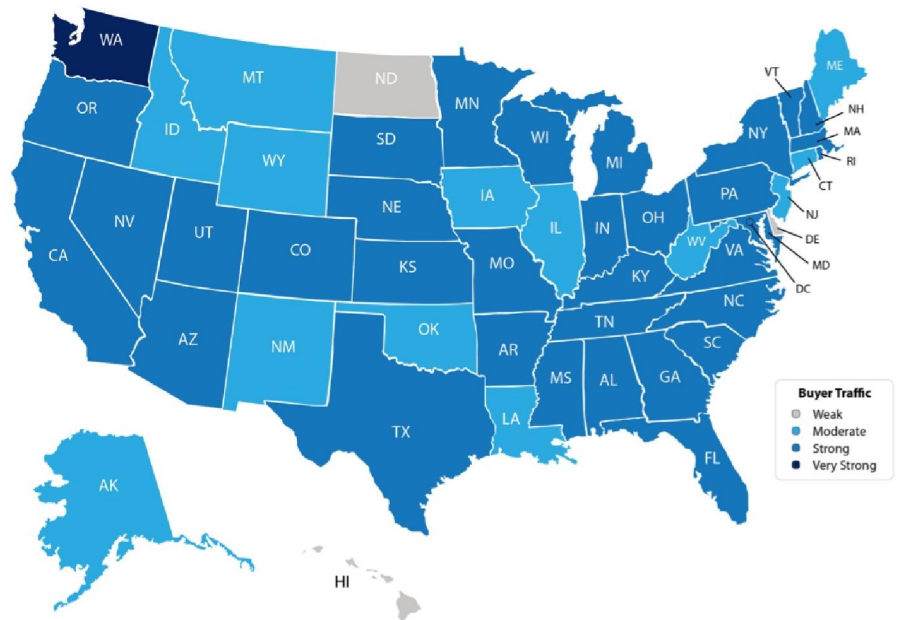 WA
MT
ND
MN
VT
ME
OR
ID
SD
WI
NH
NY
MA
WY
MI
RI
IA
PA
CT
NE
NV
IL
IN
OH
NJ
UT
CO
WV
VA
DE
CA
KS
MO
KY
MD
DC
NC
TN
AZ
NM
OK
AR
SC
MS
AL
GA
TX
LA
FL
Buyer Traffic
Weak
Moderate
Strong
Very Strong
AK
HI